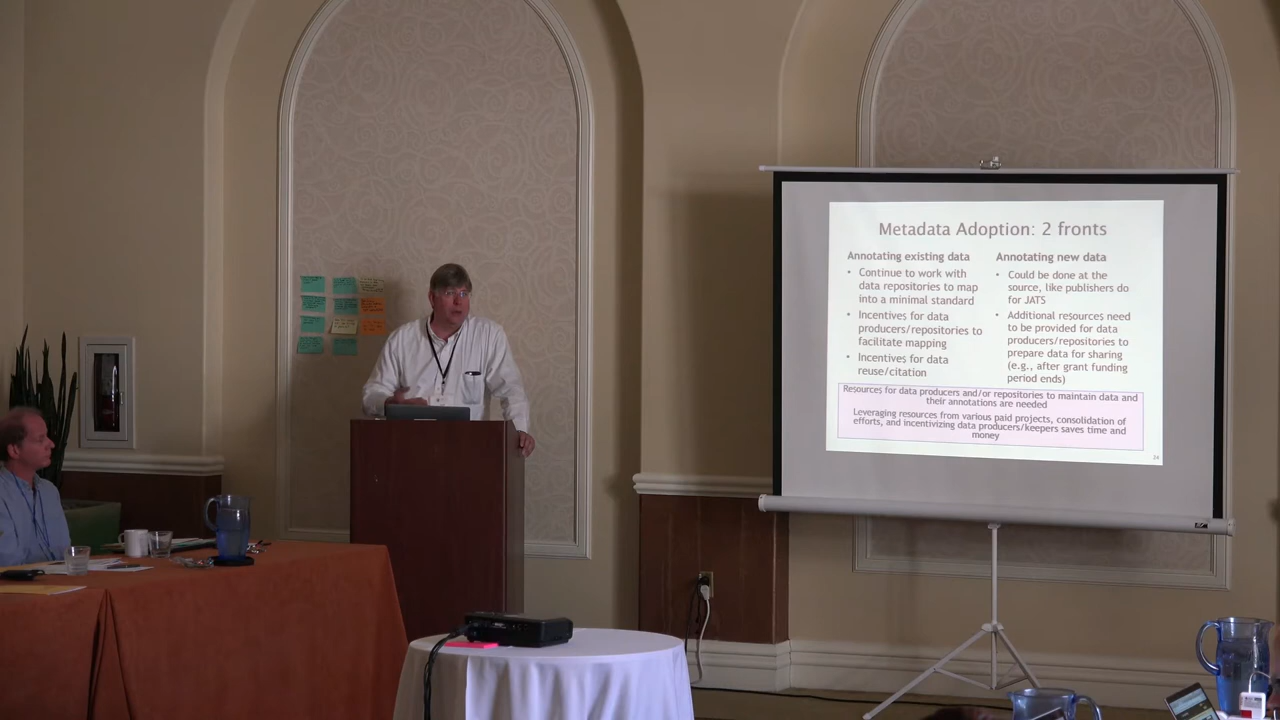 Metadata Adoption: 2 fronts
Annotating existing data
• Continue to work with
data repositories to map
into a minimal standard
• Incentives for data
producers/repositories to
facilitate mapping
• Incentives for data
reuse/citation
Annotating new data
• Could be done at the
source, like publishers do
for JATS
• Additional resources need
to be provided for data
producers/repositories to
prepare data for sharing
(e.g., after grant funding
period ends)
Resources for data producers and/or repositories to maintain data and
their annotations are needed
Leveraging resources from various paid projects, consolidation of
efforts, and incentivizing data producers/keepers saves time and
money